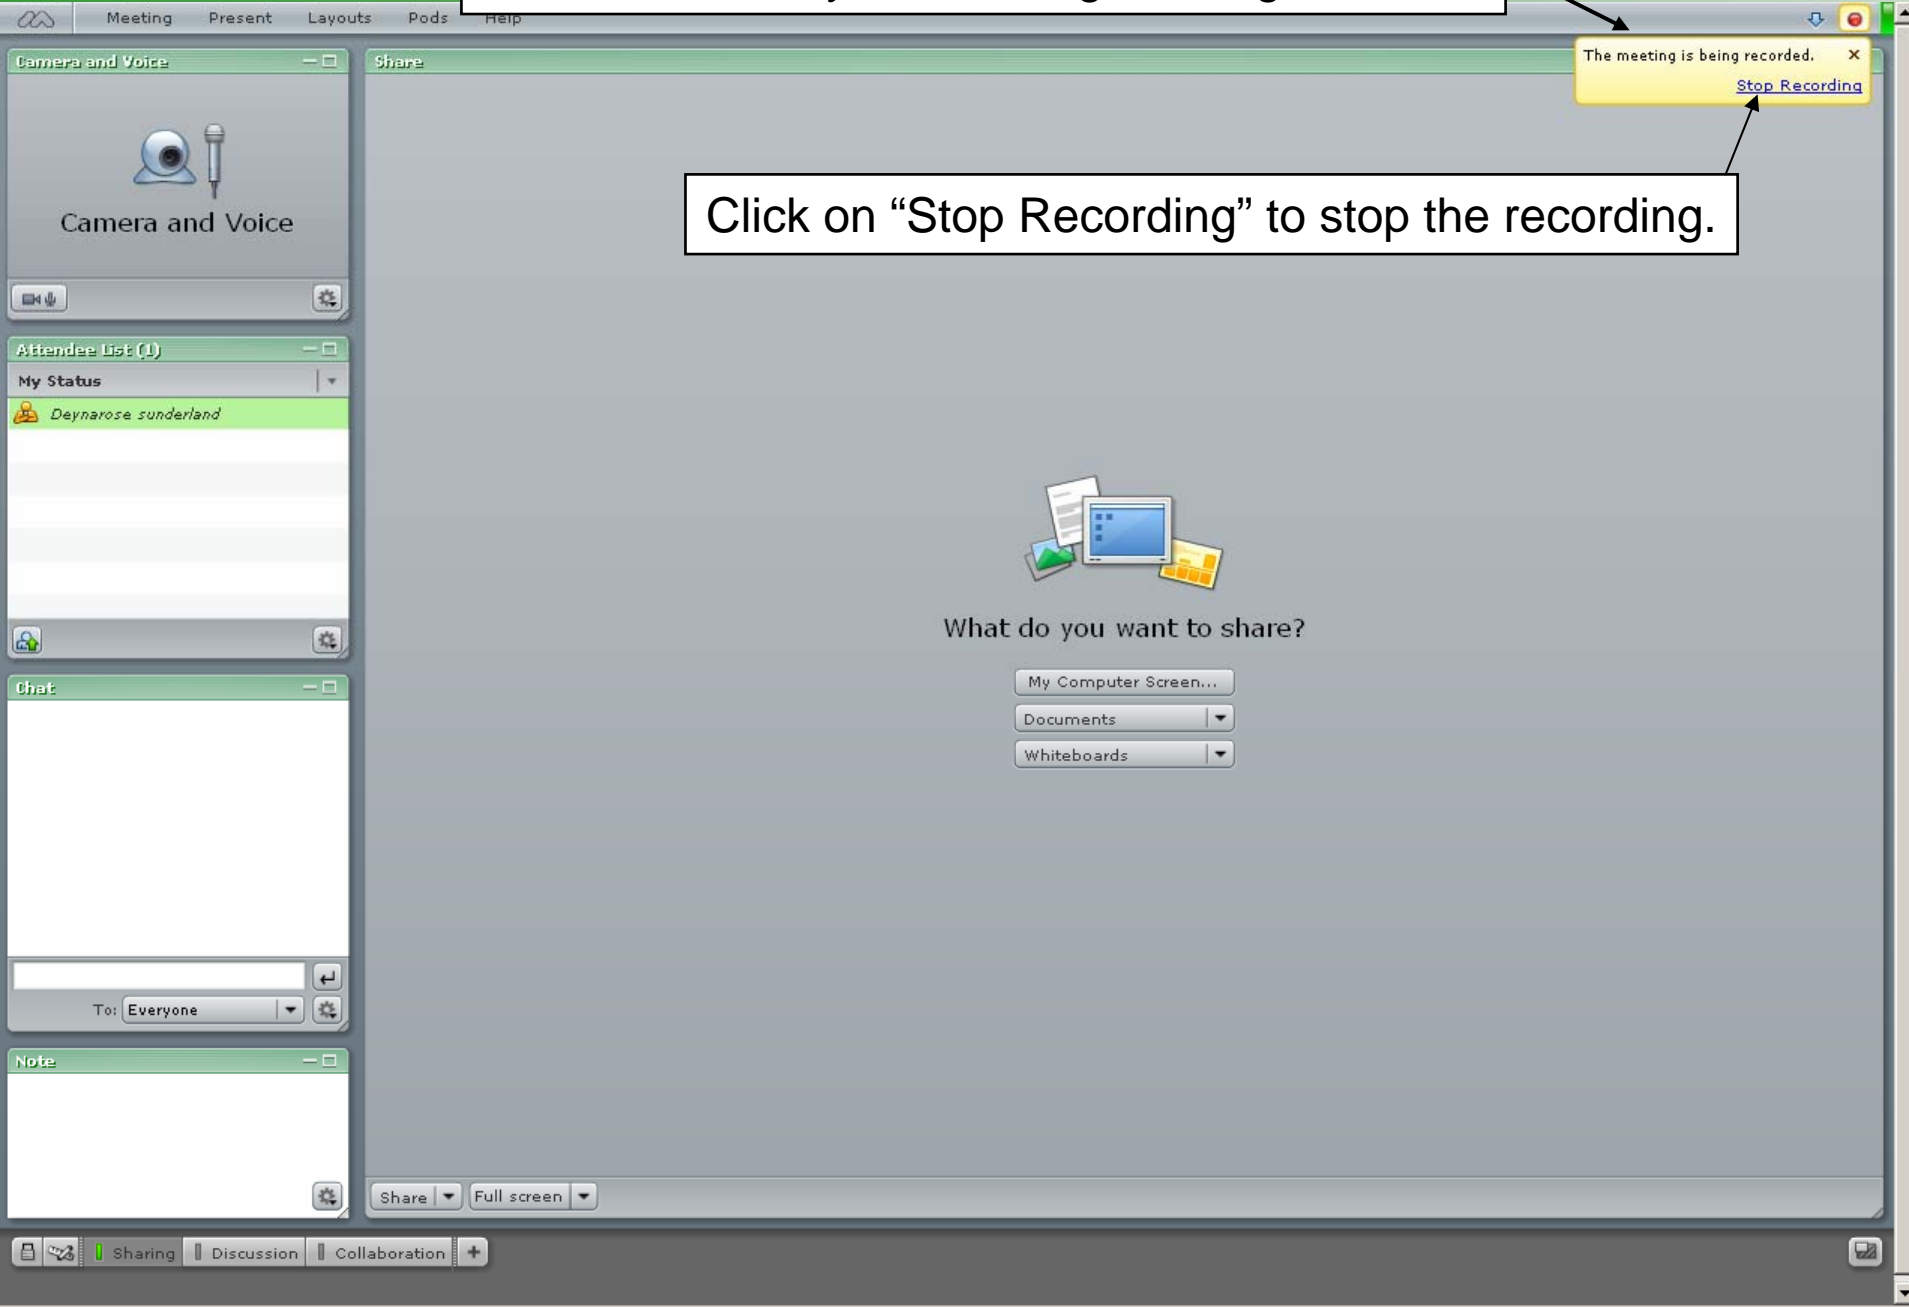 Meeting Present Layouts Pods Help
Camera and Voice
Share
The meeting is being recorded.
Stop Recording
Click on “Stop Recording” to stop the recording.
Camera and Voice
Attendee List (1)
My Status
Deynarose sunderland
What do you want to share?
My Computer Screen...
Documents
Whiteboards
Chat
To: Everyone
Note
Share Full screen
Sharing Discussion Collaboration +